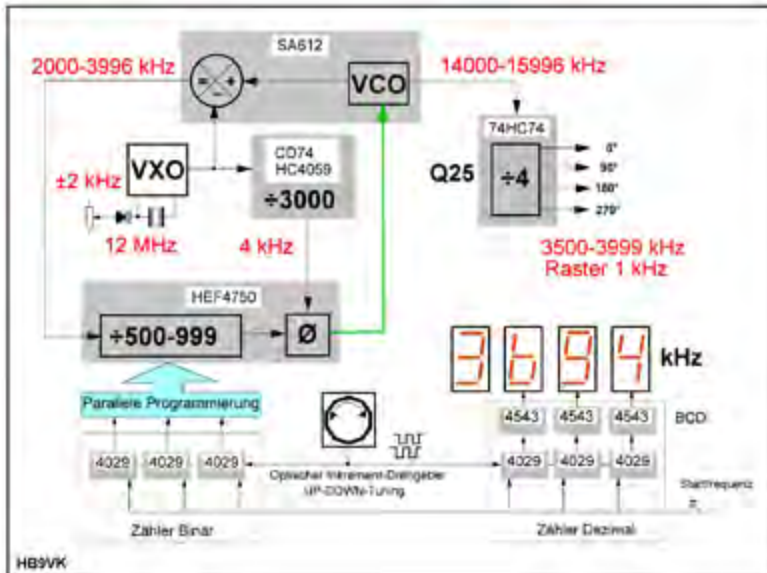 SA612
2000-3996 kHz
14000-15996 kHz
= + -
VCO
74HC74
VXO
CD74
HC4059
÷3000
Q25
÷4
0°
90°
180°
270°
±2 kHz
12 MHz
4 kHz
3500-3999 kHz
Raster 1 kHz
HEF4750
÷500-999
Ø
3694 kHz
Parallele Programmierung
4543 4543 4543
BCD
4029 4029 4029
4029 4029 4029
Optischer Inkrement-Drehgeber
UP-DOWN-Tuning
Startfrequenz
Zähler Binär
Zähler Dezimal
HB9VK